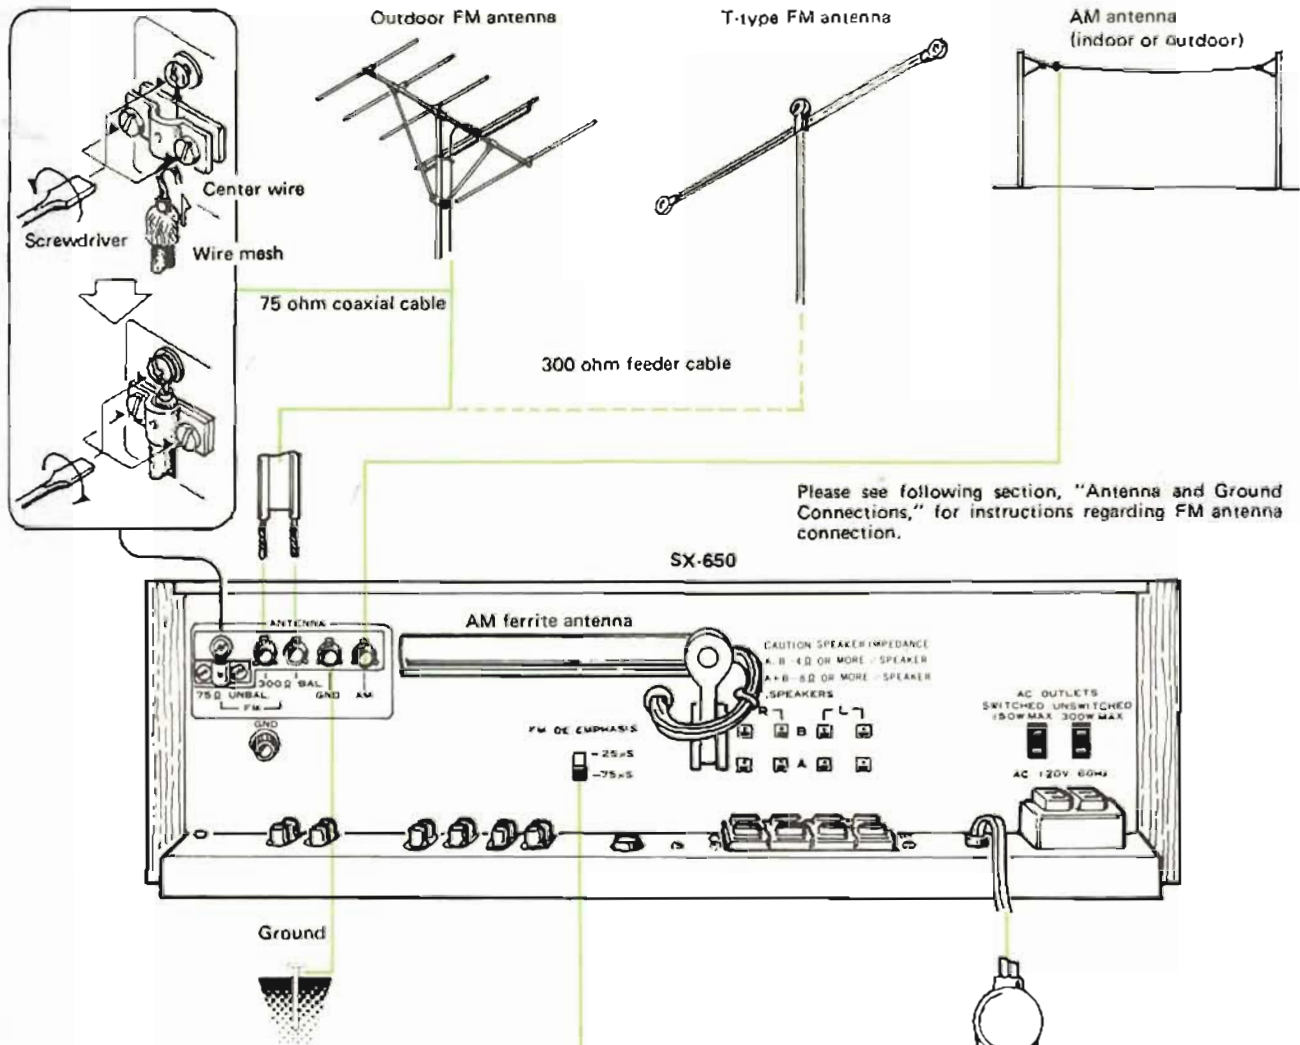 Outdoor FM antenna
T-type FM antenna
AM antenna
(indoor or outdoor)
Center wire
Screwdriver
Wire mesh
75 ohm coaxial cable
300 ohm feeder cable
Please see following section, "Antenna and Ground
Connections," for instructions regarding FM antenna
connection.
SX-650
ANTENNA
AM ferrite antenna
75Ω UNBAL.
300Ω BAL.
GND
AM
FM
GND
CAUTION SPEAKER IMPEDANCE
A, B - 4Ω OR MORE / SPEAKER
A+B - 8Ω OR MORE / SPEAKER
SPEAKERS
R
L
B
A
FM DE EMPHASIS
25μS
75μS
AC OUTLETS
SWITCHED UNSWITCHED
150W MAX 300W MAX
AC 120V 60Hz
Ground